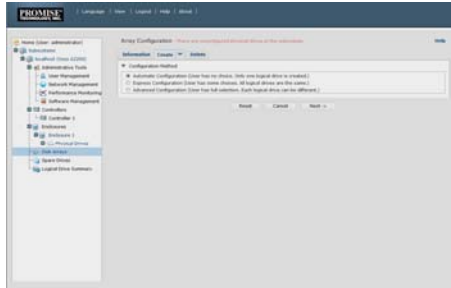 PROMISE
TECHNOLOGY, INC.
| Language | View | Logout | Help | About |
Home (User: administrator)
Subsystems
Administrative Tools
User Management
Network Management
Performance Monitoring
Software Management
Controllers
Controller 1
Enclosures
Enclosure 1
Physical Drives
Disk Arrays
Spare Drives
Logical Drive Summary
Array Configuration
Help
Information Create Delete
Configuration Method
Automatic Configuration (User has no choice. Only one logical drive is created.)
Express Configuration (User has some choices. All logical drives are the same.)
Advanced Configuration (User has full selection. Each logical drive can be different.)
Reset Cancel Next >